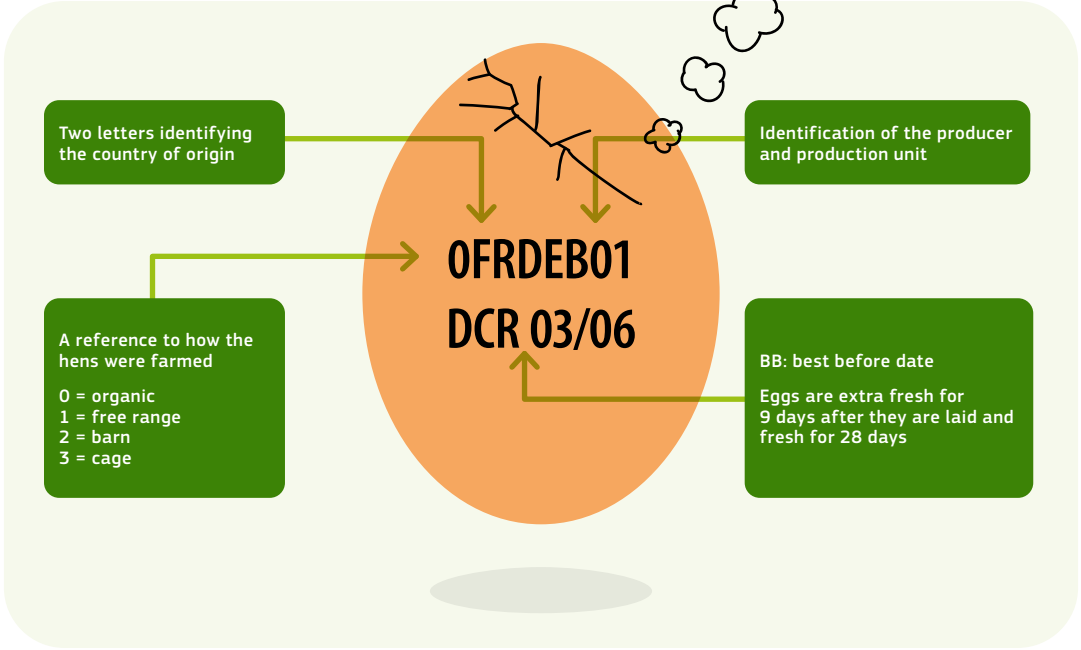 Two letters identifying
the country of origin
Identification of the producer
and production unit
0FRDEB01
DCR 03/06
A reference to how the
hens were farmed
0 = organic
1 = free range
2 = barn
3 = cage
BB: best before date
Eggs are extra fresh for
9 days after they are laid and
fresh for 28 days